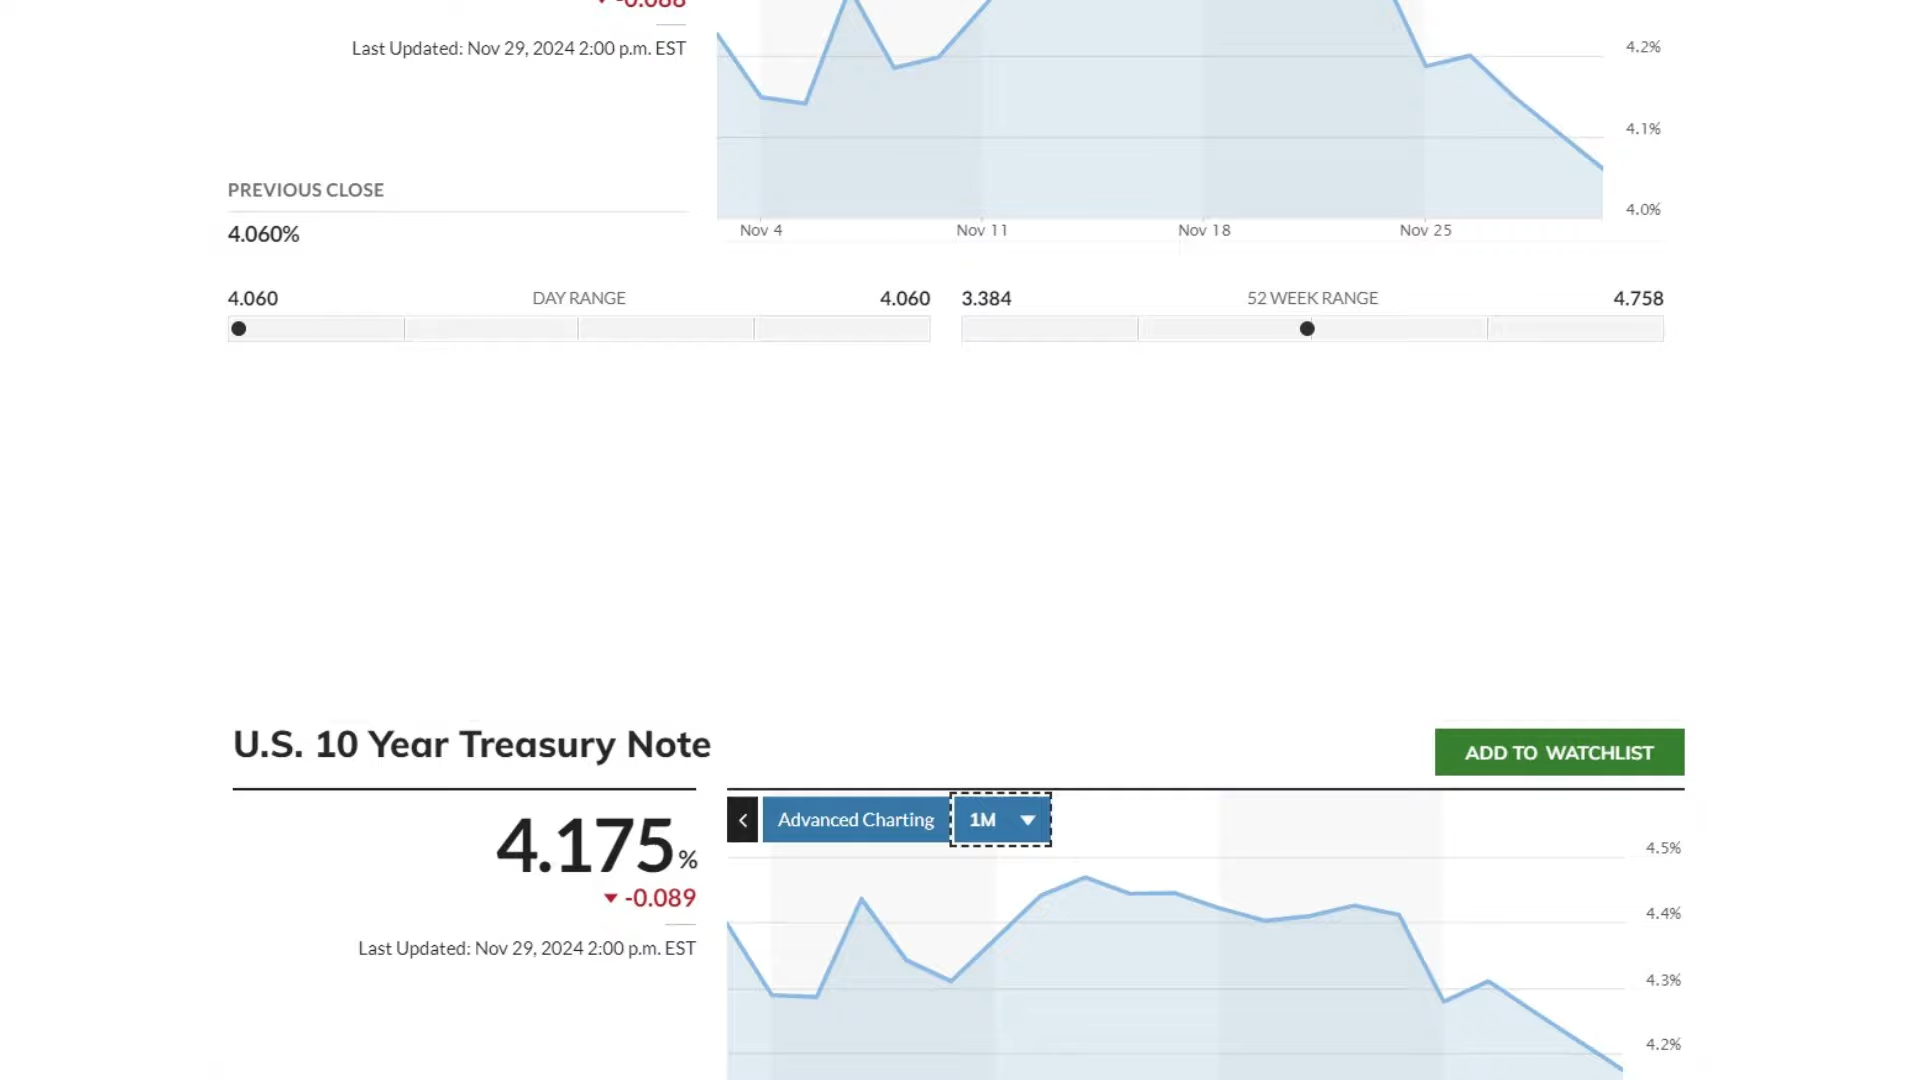 -0.088
Last Updated: Nov 29, 2024 2:00 p.m. EST
4.2%
4.1%
4.0%
PREVIOUS CLOSE
4.060%
Nov 4 Nov 11 Nov 18 Nov 25
4.060 DAY RANGE 4.060 3.384 52 WEEK RANGE 4.758
U.S. 10 Year Treasury Note
ADD TO WATCHLIST
Advanced Charting 1M
4.175%
-0.089
Last Updated: Nov 29, 2024 2:00 p.m. EST
4.5%
4.4%
4.3%
4.2%